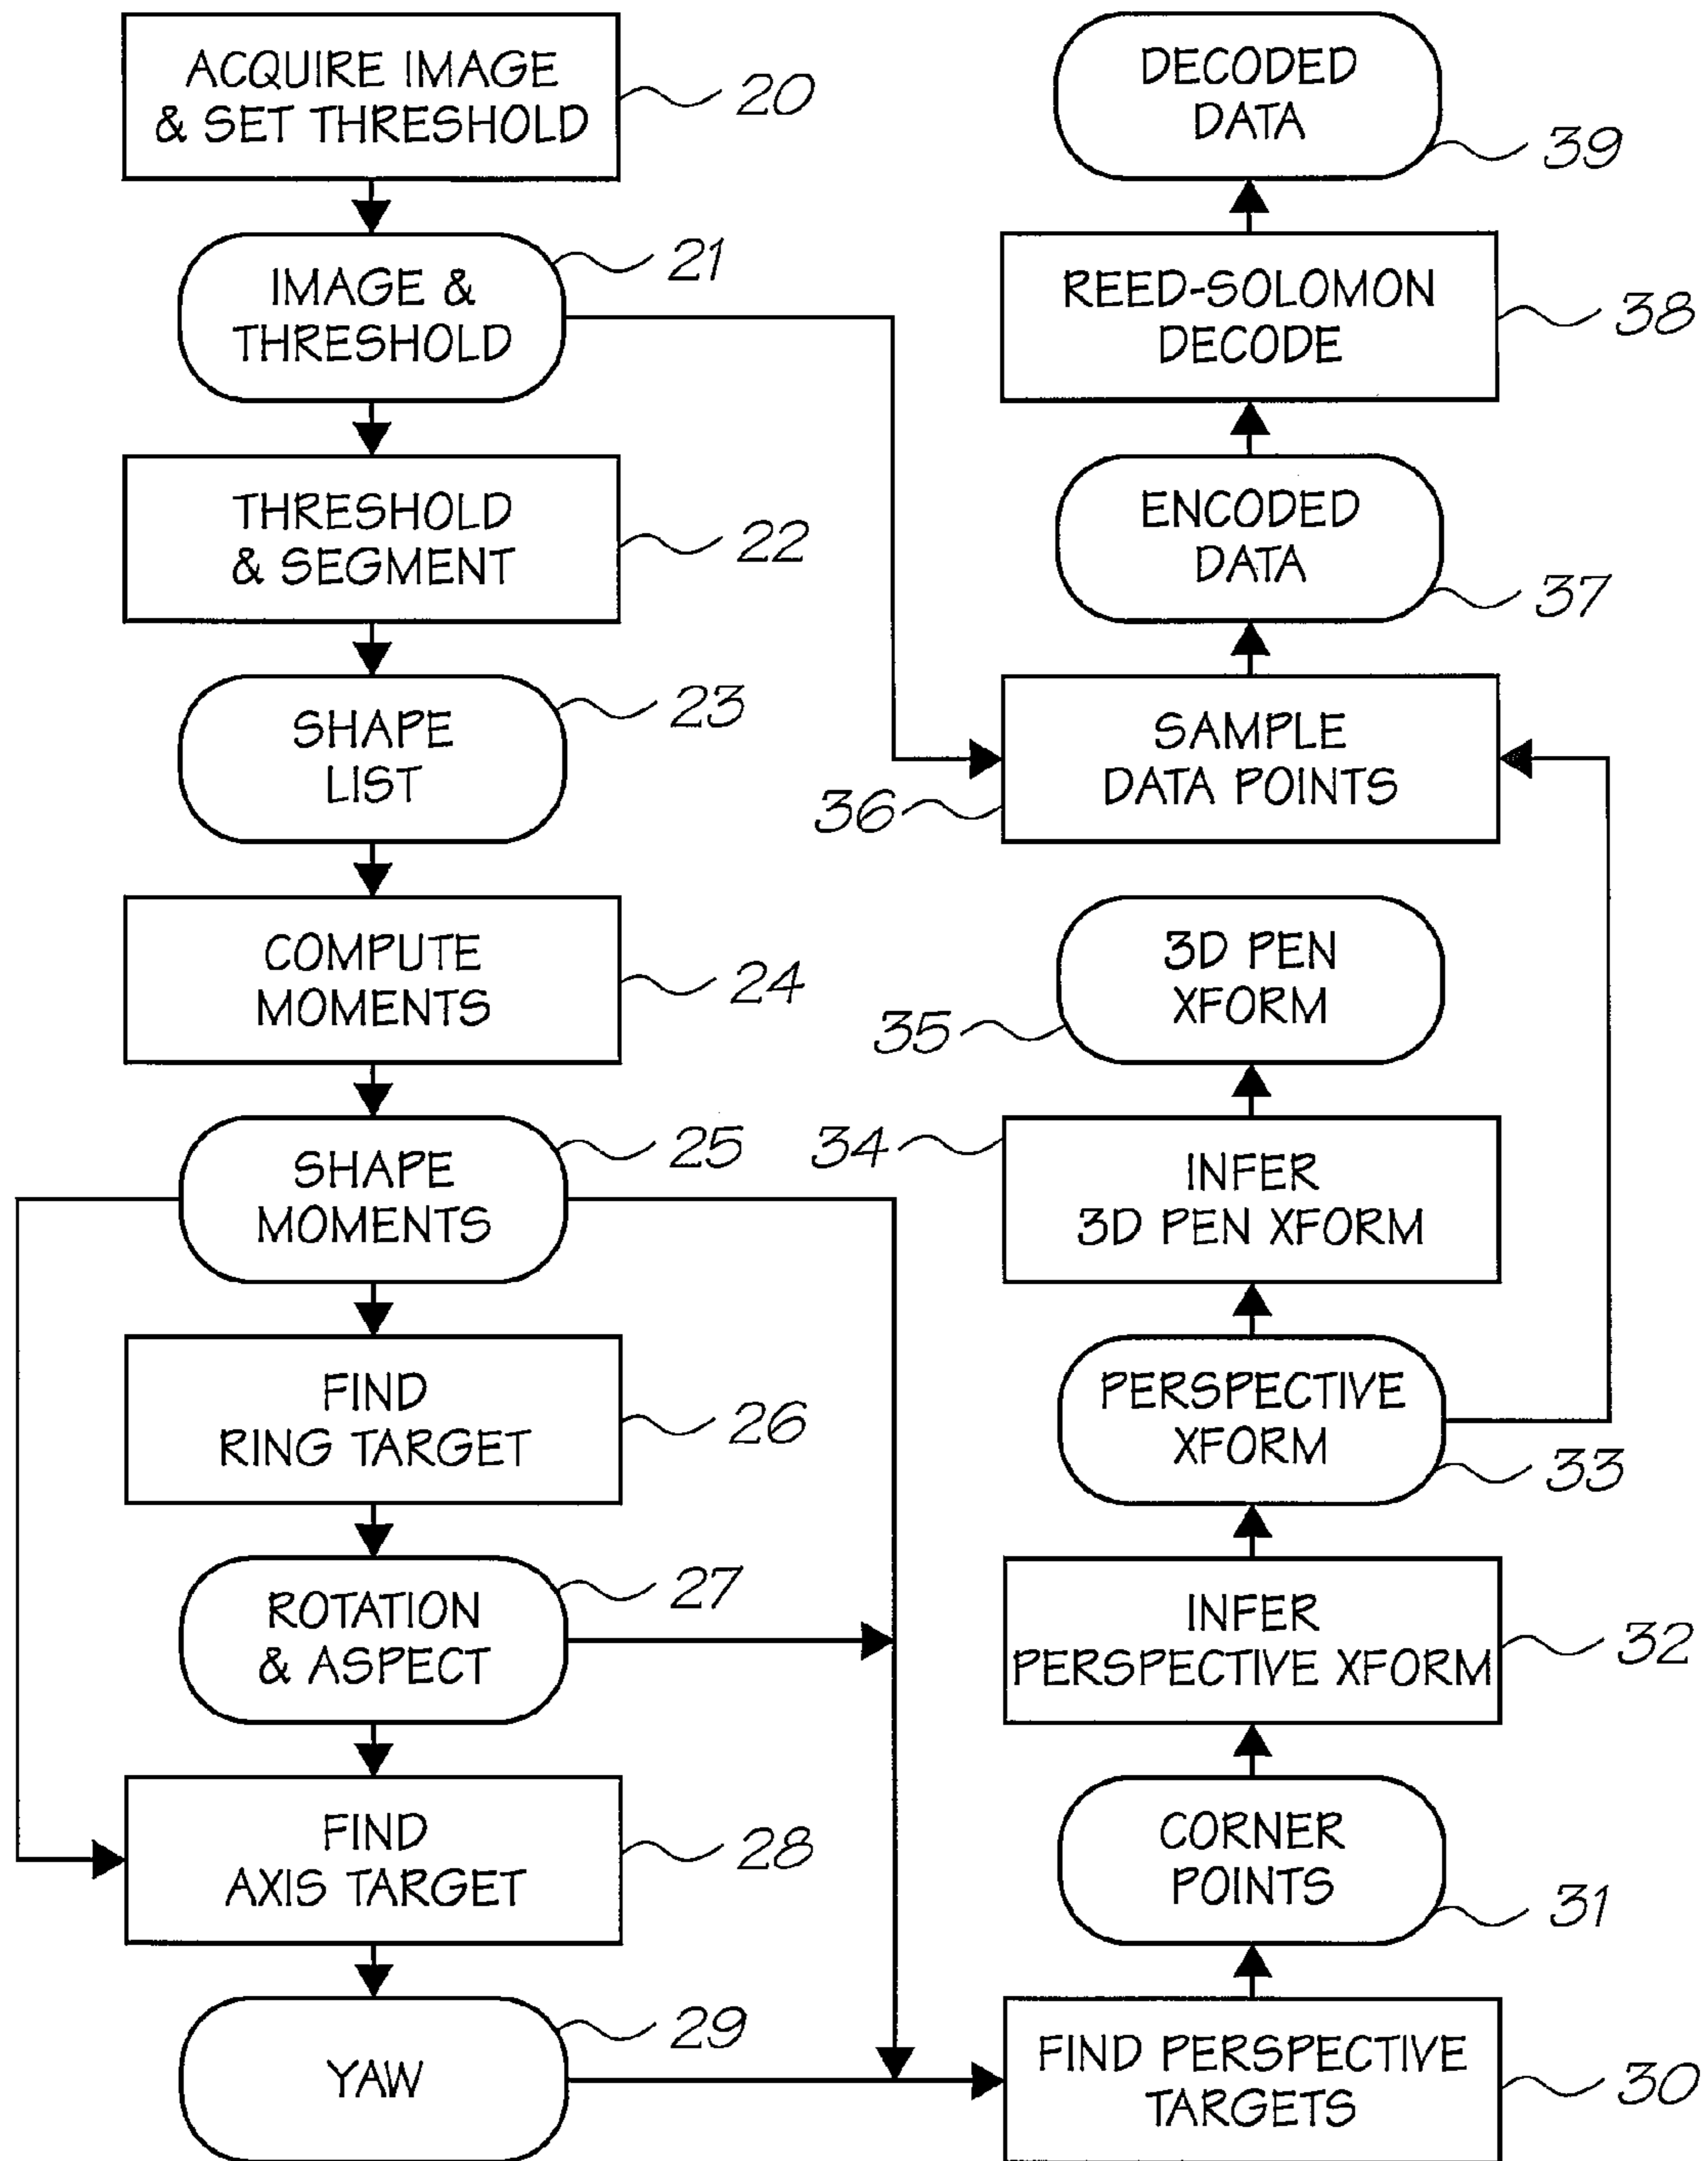 ACQUIRE IMAGE
& SET THRESHOLD
20
IMAGE &
THRESHOLD
21
THRESHOLD
& SEGMENT
22
SHAPE
LIST
23
COMPUTE
MOMENTS
24
SHAPE
MOMENTS
25
FIND
RING TARGET
26
ROTATION
& ASPECT
27
FIND
AXIS TARGET
28
YAW
29
DECODED
DATA
39
REED-SOLOMON
DECODE
38
ENCODED
DATA
37
SAMPLE
DATA POINTS
36
3D PEN
XFORM
35
INFER
3D PEN XFORM
34
PERSPECTIVE
XFORM
33
INFER
PERSPECTIVE XFORM
32
CORNER
POINTS
31
FIND PERSPECTIVE
TARGETS
30